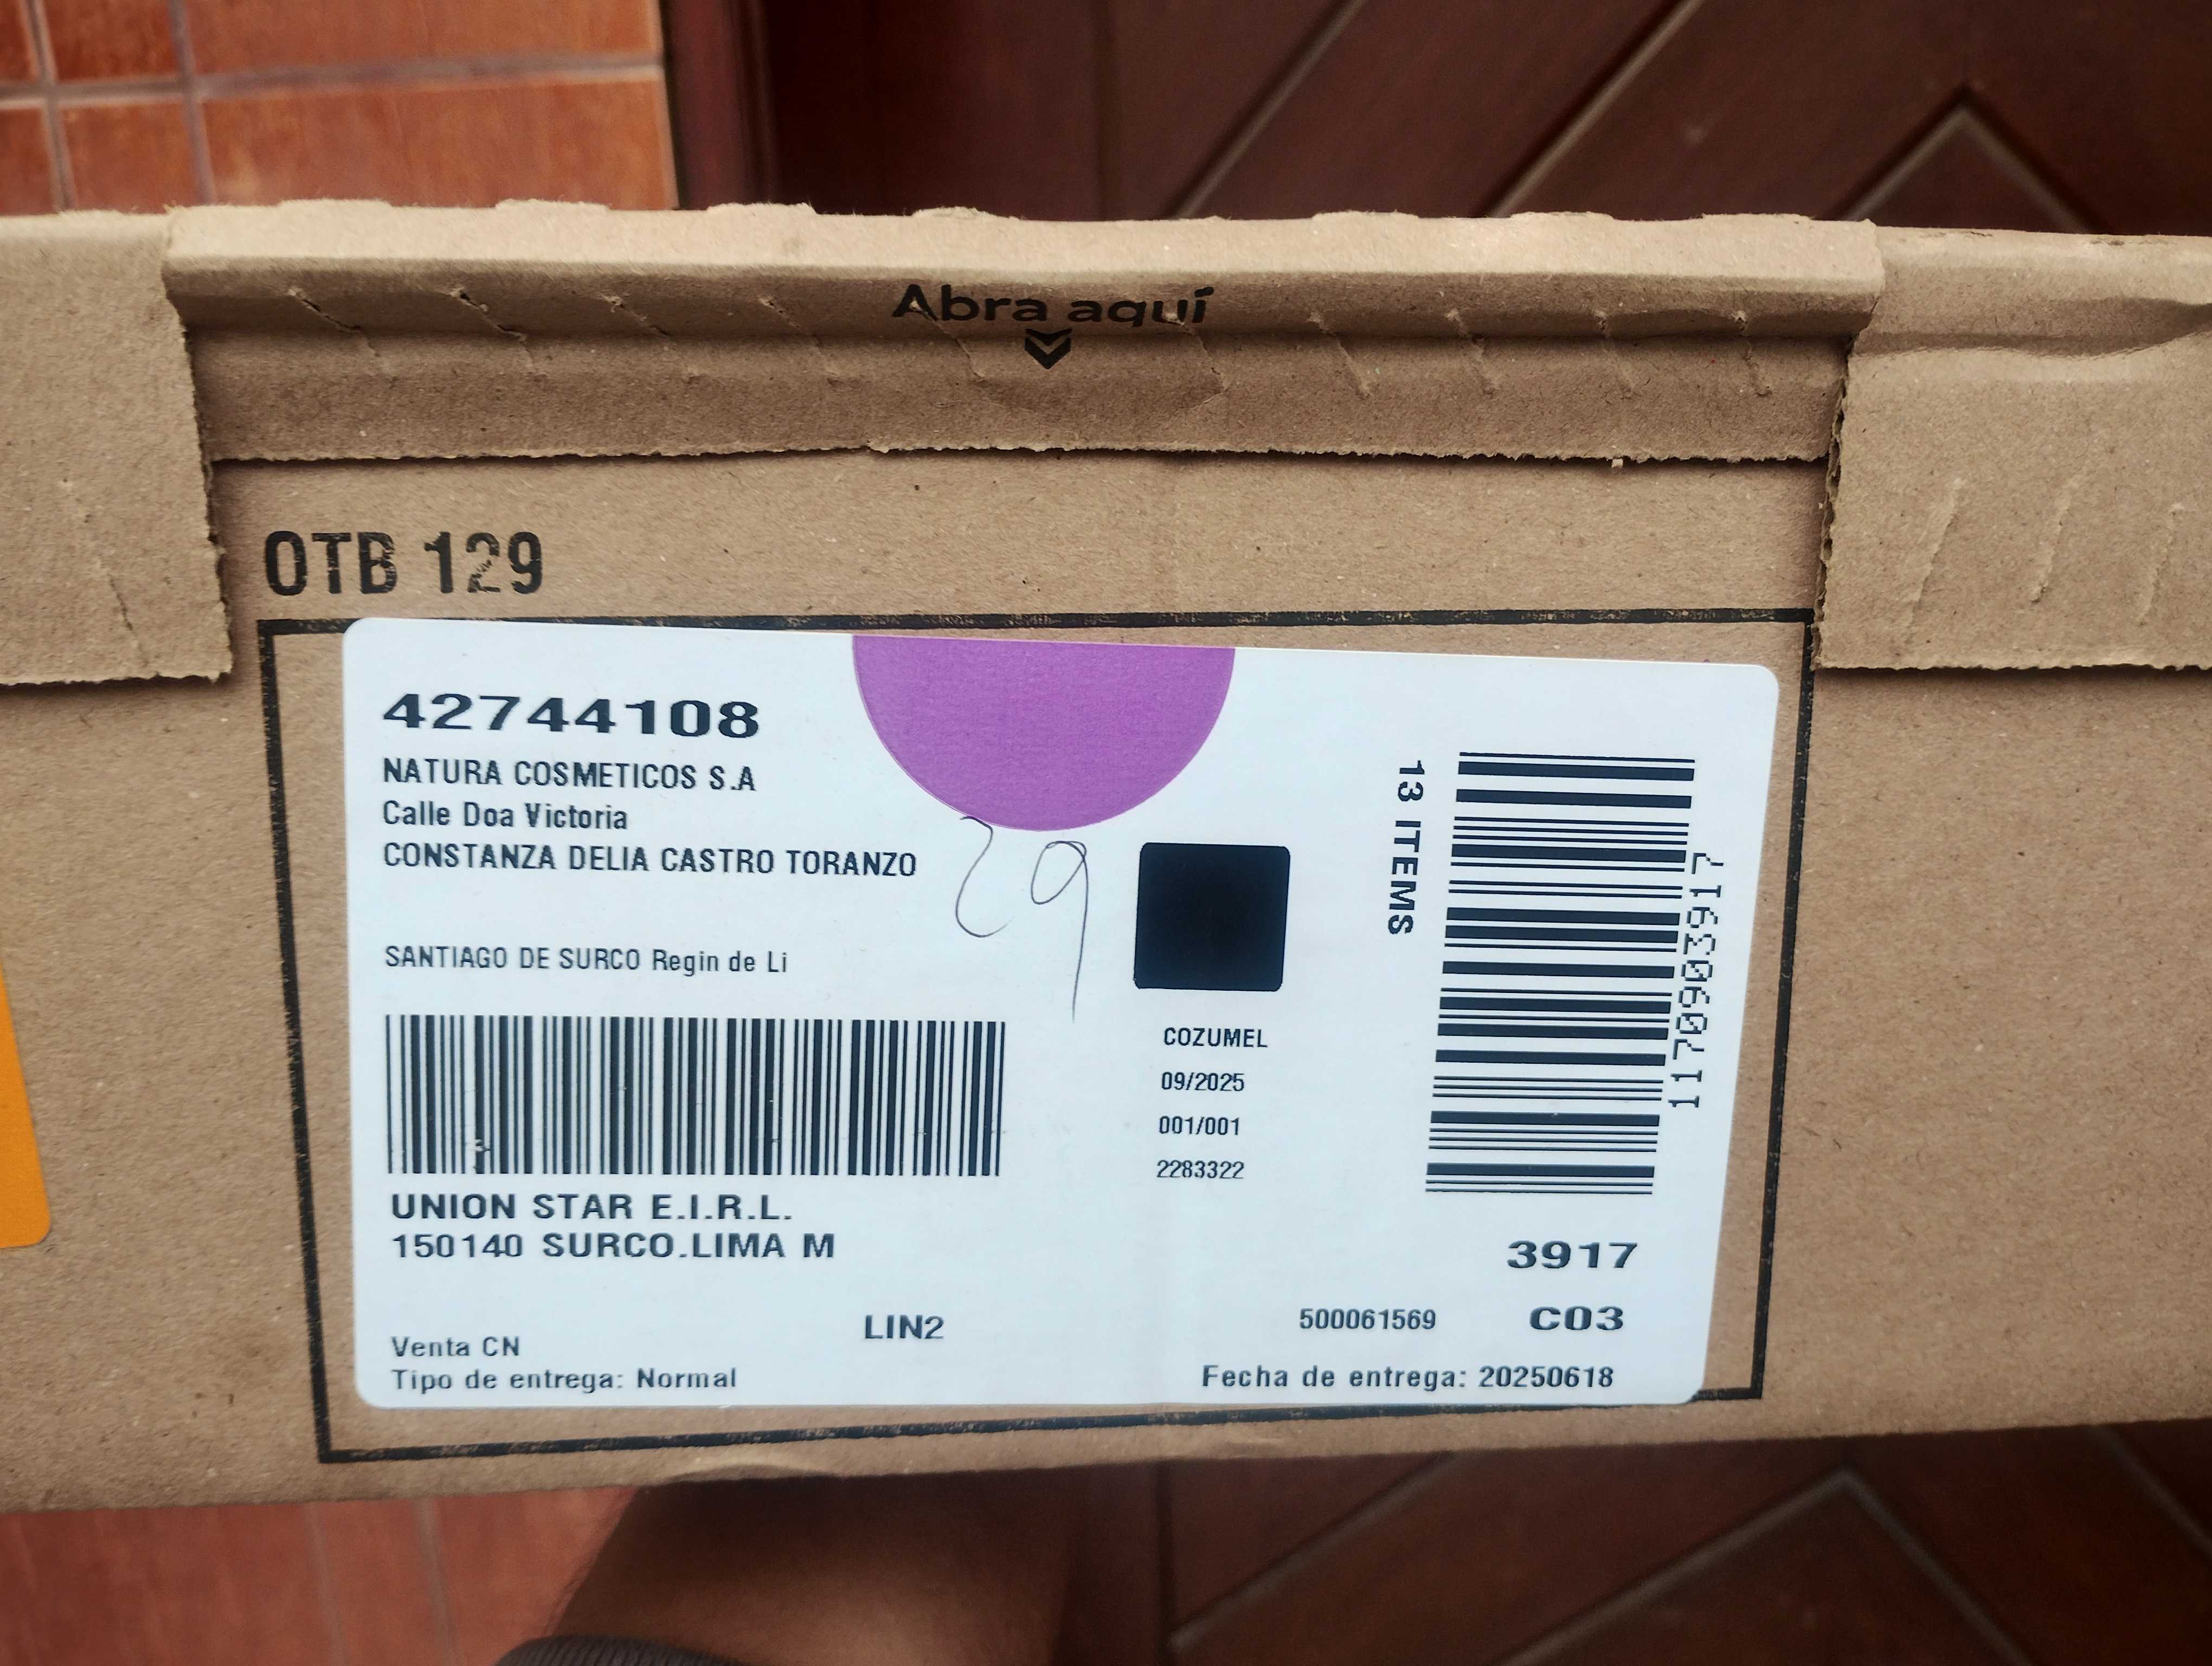 Abra aquí
OTB 129
42744108
NATURA COSMETICOS S.A
Calle Doa Victoria
CONSTANZA DELIA CASTRO TORANZO
29
SANTIAGO DE SURCO Regin de Li
UNION STAR E.I.R.L.
150140 SURCO.LIMA M
Venta CN
Tipo de entrega: Normal
LIN2
COZUMEL
09/2025
001/001
2283322
13 ITEMS
1170903917
3917
500061569 C03
Fecha de entrega: 20250618